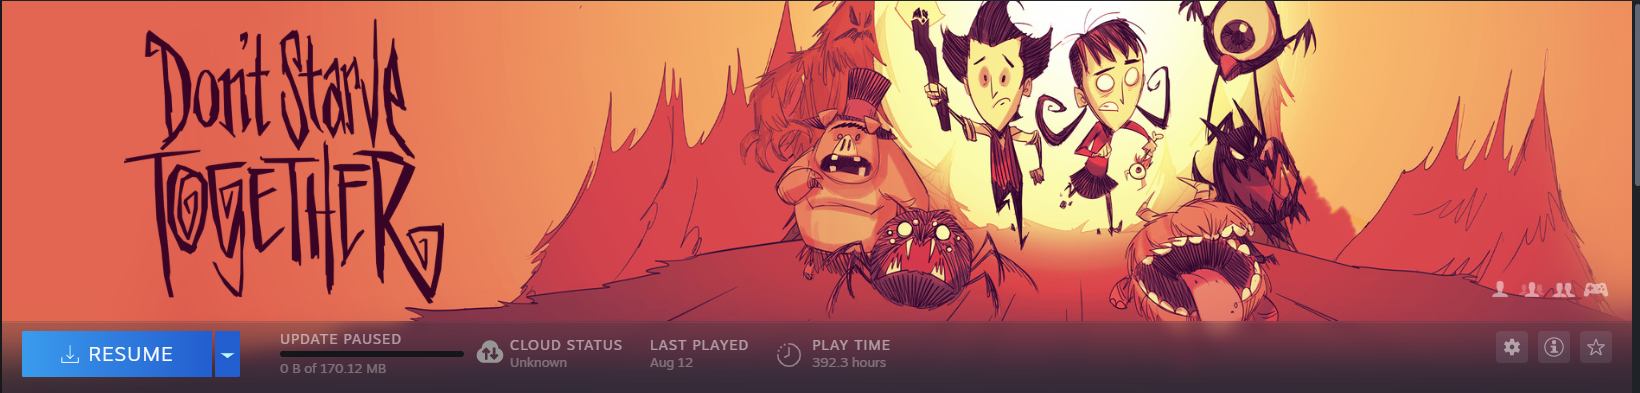 Don't Starve
TOGETHER
RESUME
UPDATE PAUSED
0 B of 170.12 MB
CLOUD STATUS
Unknown
LAST PLAYED
Aug 12
PLAY TIME
392.3 hours